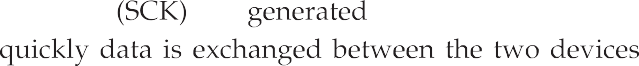 (SCK) generated
quickly data is exchanged between the two devices